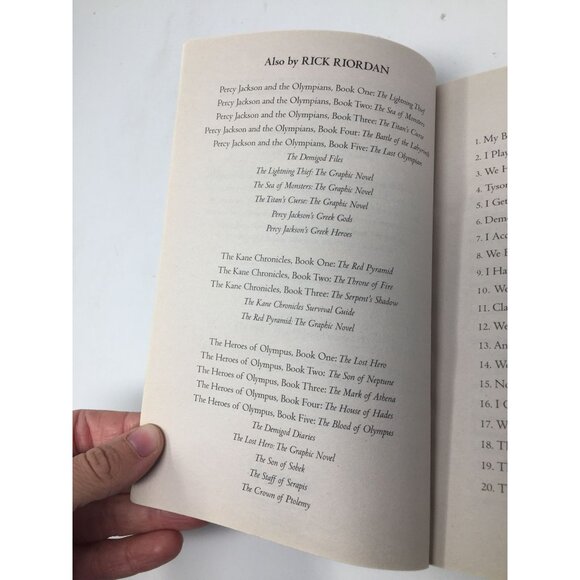 Also by RICK RIORDAN
Percy Jackson and the Olympians, Book One: The Lightning Thief
Percy Jackson and the Olympians, Book Two: The Sea of Monsters
Percy Jackson and the Olympians, Book Three: The Titan's Curse
Percy Jackson and the Olympians, Book Four: The Battle of the Labyrinth
Percy Jackson and the Olympians, Book Five: The Last Olympian
The Demigod Files
The Lightning Thief: The Graphic Novel
The Sea of Monsters: The Graphic Novel
The Titan's Curse: The Graphic Novel
Percy Jackson's Greek Gods
Percy Jackson's Greek Heroes
The Kane Chronicles, Book One: The Red Pyramid
The Kane Chronicles, Book Two: The Throne of Fire
The Kane Chronicles, Book Three: The Serpent's Shadow
The Kane Chronicles Survival Guide
The Red Pyramid: The Graphic Novel
The Heroes of Olympus, Book One: The Lost Hero
The Heroes of Olympus, Book Two: The Son of Neptune
The Heroes of Olympus, Book Three: The Mark of Athena
The Heroes of Olympus, Book Four: The House of Hades
The Heroes of Olympus, Book Five: The Blood of Olympus
The Demigod Diaries
The Lost Hero: The Graphic Novel
The Son of Sobek
The Staff of Serapis
The Crown of Ptolemy
1. My B
2. I Play
3. We H
4. Tyson
5. I Get
6. Demo
7. I Acc
8. We B
9. I Ha
10. We
11. Cla
12. We
13. An
14. We
15. Ne
16. I C
17. W
18. T
19. T
20. T